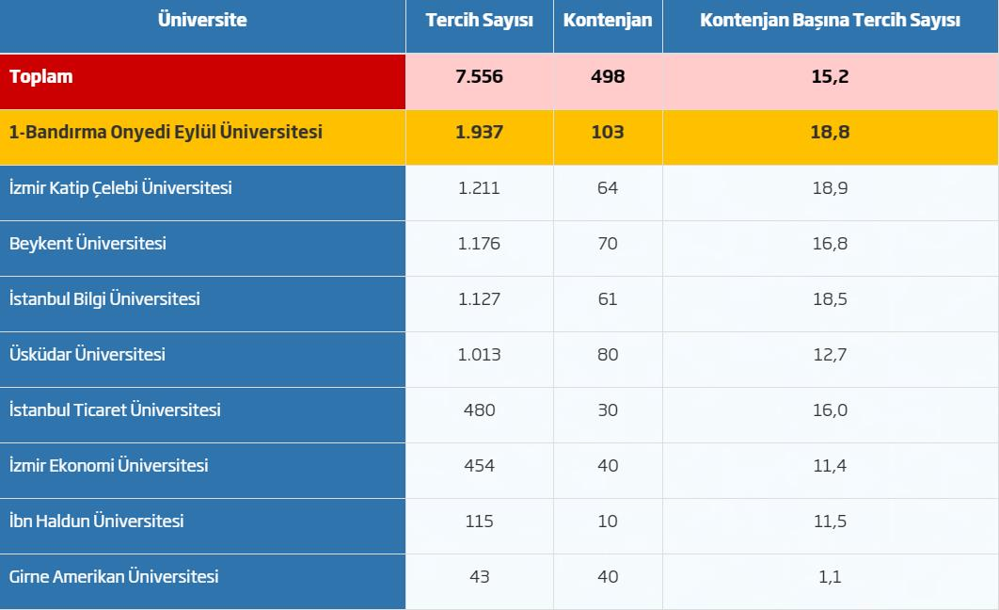 Üniversite Tercih Sayısı Kontenjan Kontenjan Başına Tercih Sayısı
Toplam 7.556 498 15,2
1-Bandırma Onyedi Eylül Üniversitesi 1.937 103 18,8
İzmir Katip Çelebi Üniversitesi 1.211 64 18,9
Beykent Üniversitesi 1.176 70 16,8
İstanbul Bilgi Üniversitesi 1.127 61 18,5
Üsküdar Üniversitesi 1.013 80 12,7
İstanbul Ticaret Üniversitesi 480 30 16,0
İzmir Ekonomi Üniversitesi 454 40 11,4
İbn Haldun Üniversitesi 115 10 11,5
Girne Amerikan Üniversitesi 43 40 1,1